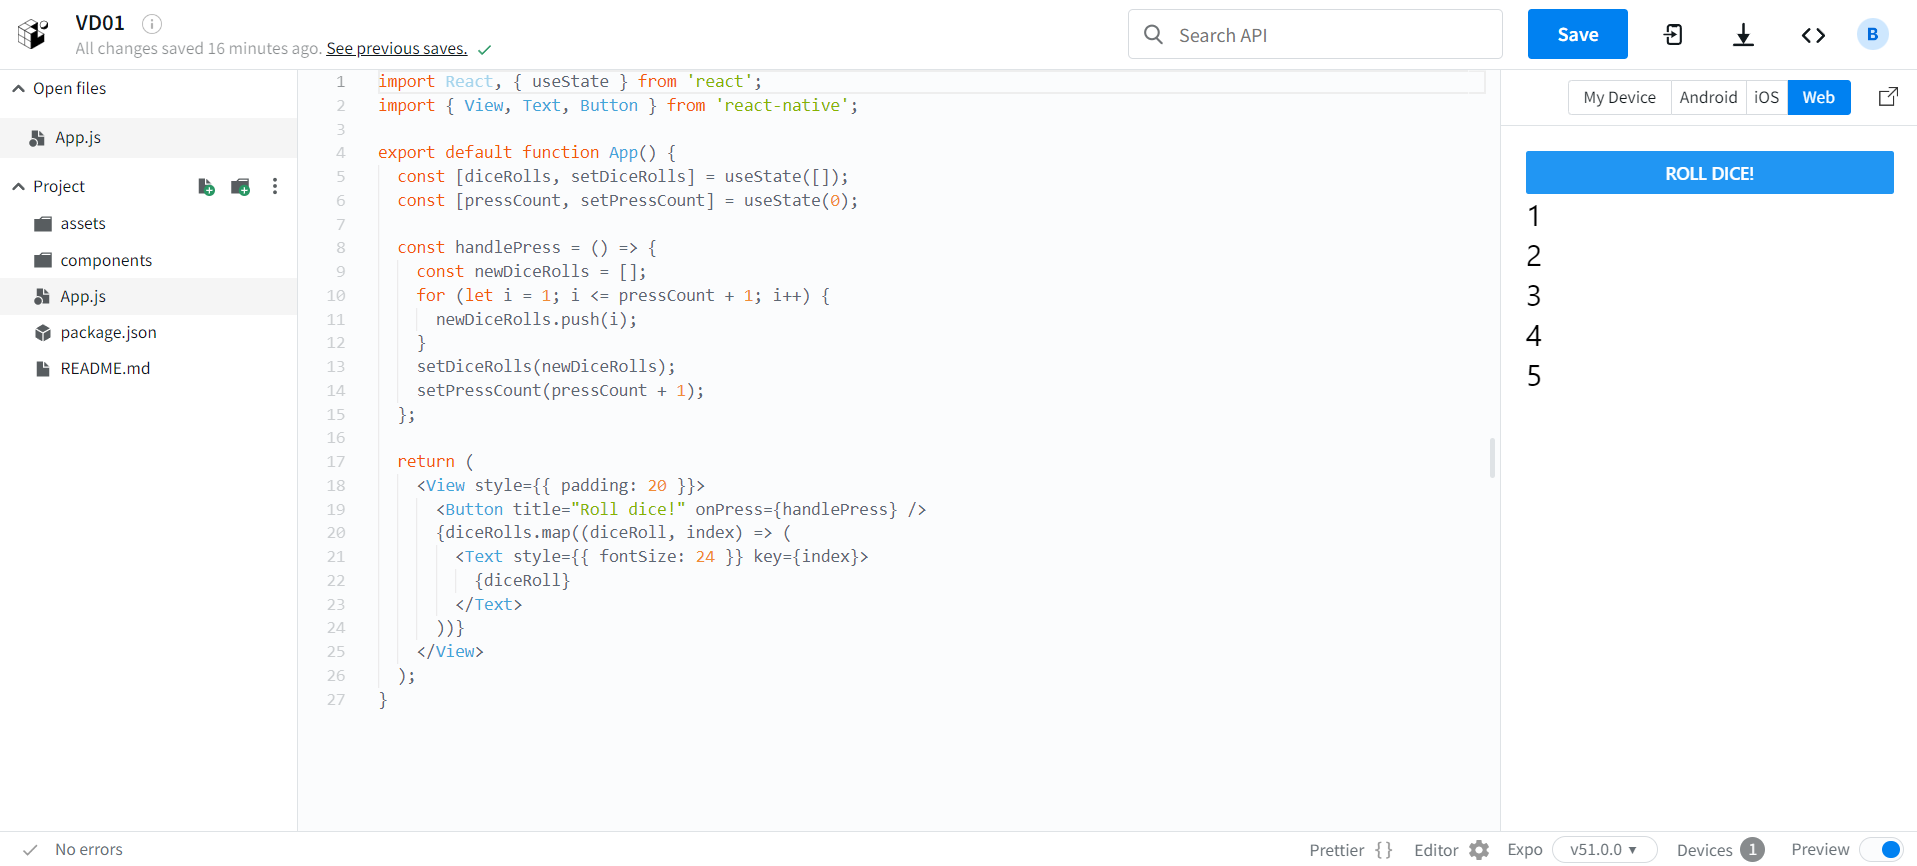 VD01
All changes saved 16 minutes ago. See previous saves.
Search API
Save
B
Open files
App.js
Project
assets
components
App.js
package.json
README.md
1 import React, { useState } from 'react';
2 import { View, Text, Button } from 'react-native';
3
4 export default function App() {
5   const [diceRolls, setDiceRolls] = useState([]);
6   const [pressCount, setPressCount] = useState(0);
7
8   const handlePress = () => {
9     const newDiceRolls = [];
10     for (let i = 1; i <= pressCount + 1; i++) {
11       newDiceRolls.push(i);
12     }
13     setDiceRolls(newDiceRolls);
14     setPressCount(pressCount + 1);
15   };
16
17   return (
18     <View style={{ padding: 20 }}>
19       <Button title="Roll dice!" onPress={handlePress} />
20       {diceRolls.map((diceRoll, index) => (
21         <Text style={{ fontSize: 24 }} key={index}>
22           {diceRoll}
23         </Text>
24       ))}
25     </View>
26   );
27 }
My Device Android iOS Web
ROLL DICE!
1
2
3
4
5
No errors
Prettier {} Editor Expo v51.0.0 Devices 1 Preview